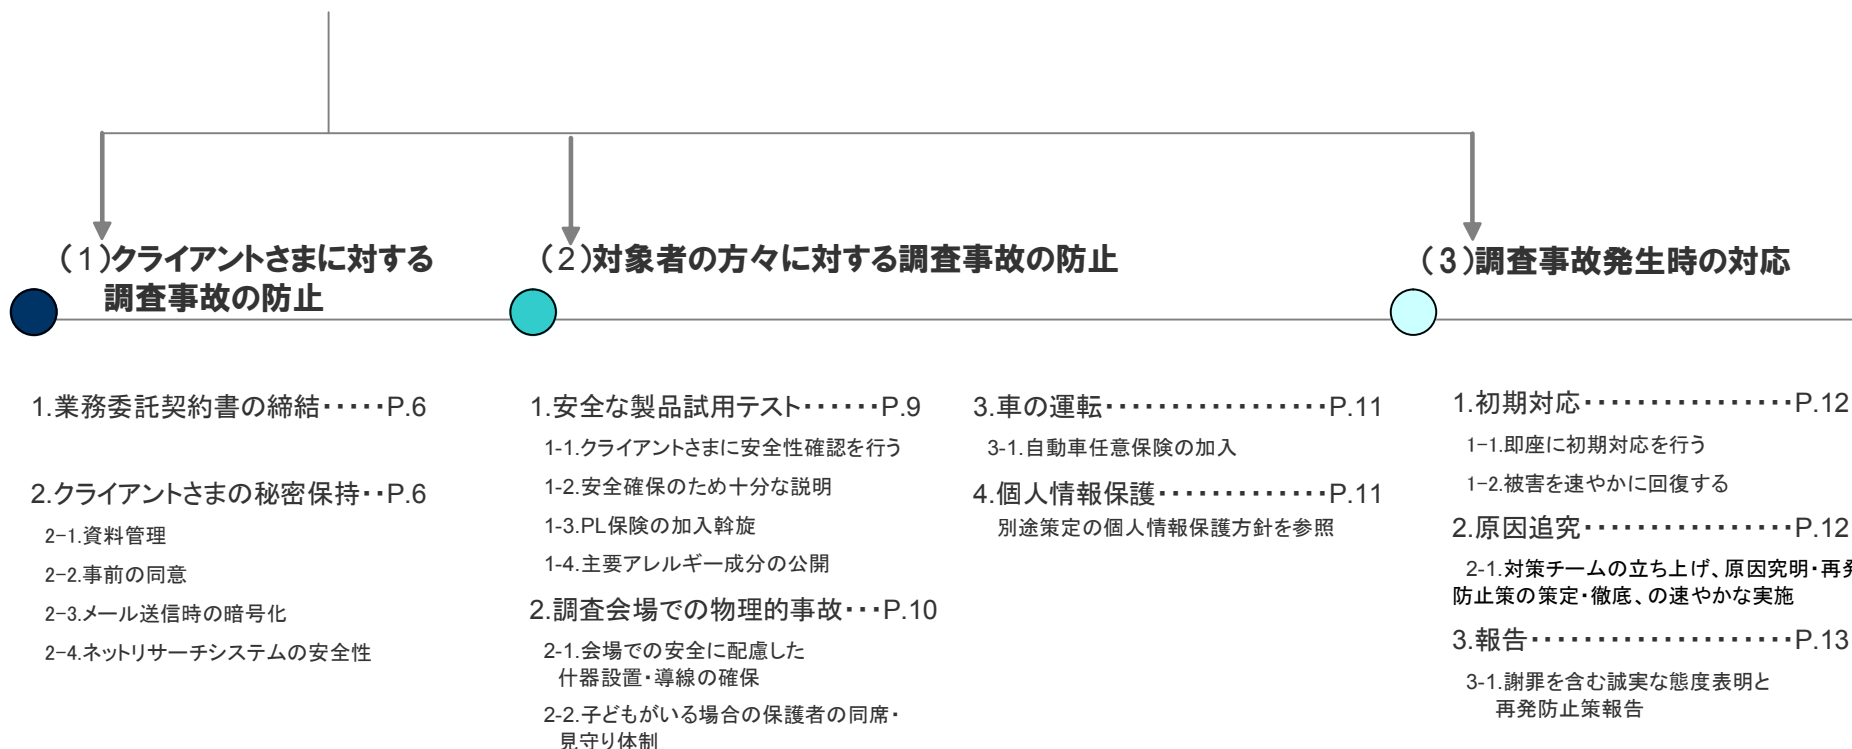 (1)クライアントさまに対する
調査事故の防止
1.業務委託契約書の締結・・・・・P.6
2.クライアントさまの秘密保持・・P.6
2-1.資料管理
2-2.事前の同意
2-3.メール送信時の暗号化
2-4.ネットリサーチシステムの安全性
(2)対象者の方々に対する調査事故の防止
1.安全な製品試用テスト・・・・・・P.9
1-1.クライアントさまに安全性確認を行う
1-2.安全確保のため十分な説明
1-3.PL保険の加入斡旋
1-4.主要アレルギー成分の公開
2.調査会場での物理的事故・・・P.10
2-1.会場での安全に配慮した
什器設置・導線の確保
2-2.子どもがいる場合の保護者の同席・
見守り体制
3.車の運転・・・・・・・・・・・・・・・・・P.11
3-1.自動車任意保険の加入
4.個人情報保護・・・・・・・・・・・・・P.11
別途策定の個人情報保護方針を参照
(3)調査事故発生時の対応
1.初期対応・・・・・・・・・・・・・・・・P.12
1-1.即座に初期対応を行う
1-2.被害を速やかに回復する
2.原因追究・・・・・・・・・・・・・・・・P.12
2-1.対策チームの立ち上げ、原因究明・再発
防止策の策定・徹底、の速やかな実施
3.報告・・・・・・・・・・・・・・・・・・・・P.13
3-1.謝罪を含む誠実な態度表明と
再発防止策報告